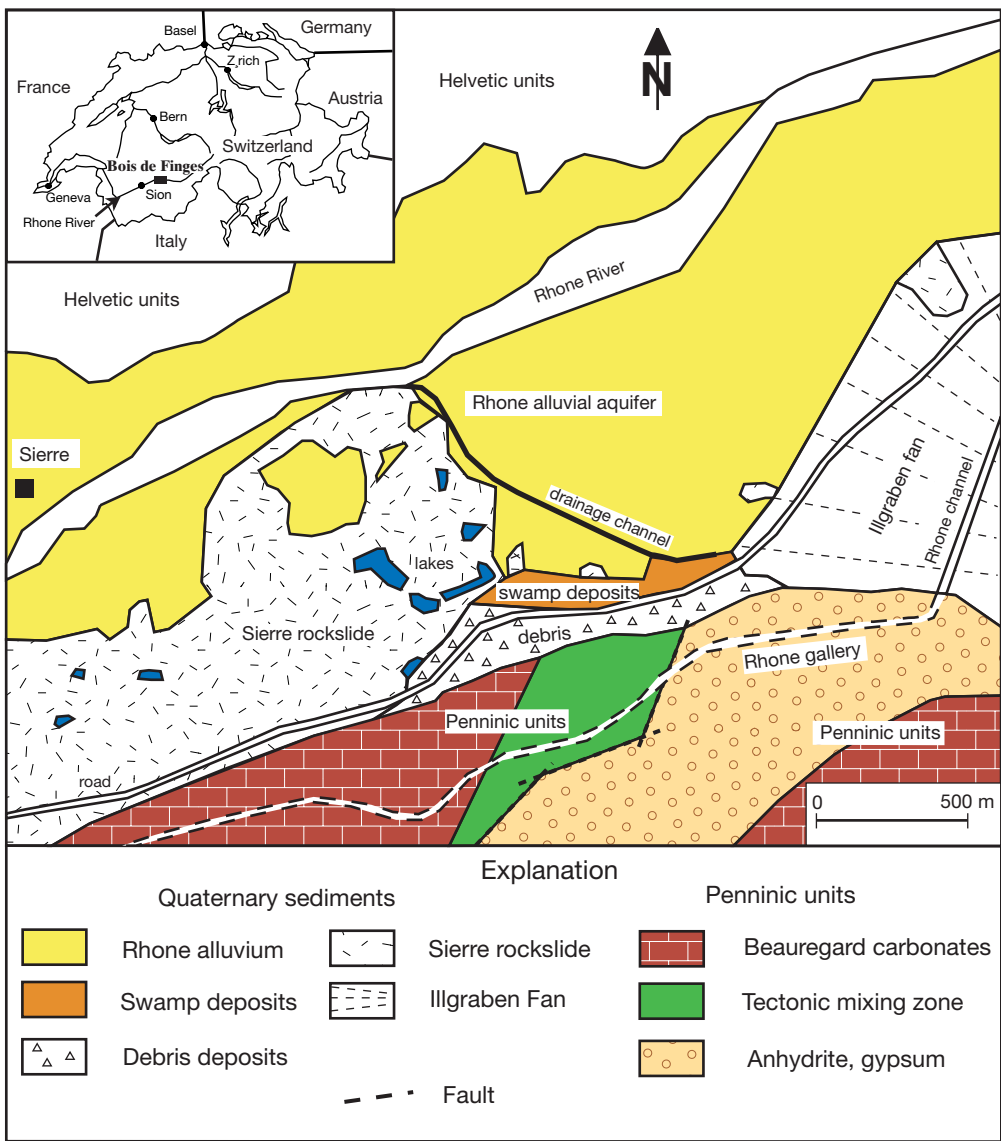 Basel
Germany
Z¸rich
France
Austria
Bern
Switzerland
Bois de Finges
Geneva
Sion
Rhone River
Italy
N
Helvetic units
Helvetic units
Rhone River
Rhone alluvial aquifer
Sierre
Illgraben fan
Rhone channel
drainage channel
lakes
swamp deposits
Sierre rockslide
debris
Rhone gallery
Penninic units
Penninic units
road
0 500 m
Explanation
Quaternary sediments
Penninic units
Rhone alluvium
Sierre rockslide
Beauregard carbonates
Swamp deposits
Illgraben Fan
Tectonic mixing zone
Debris deposits
Anhydrite, gypsum
Fault